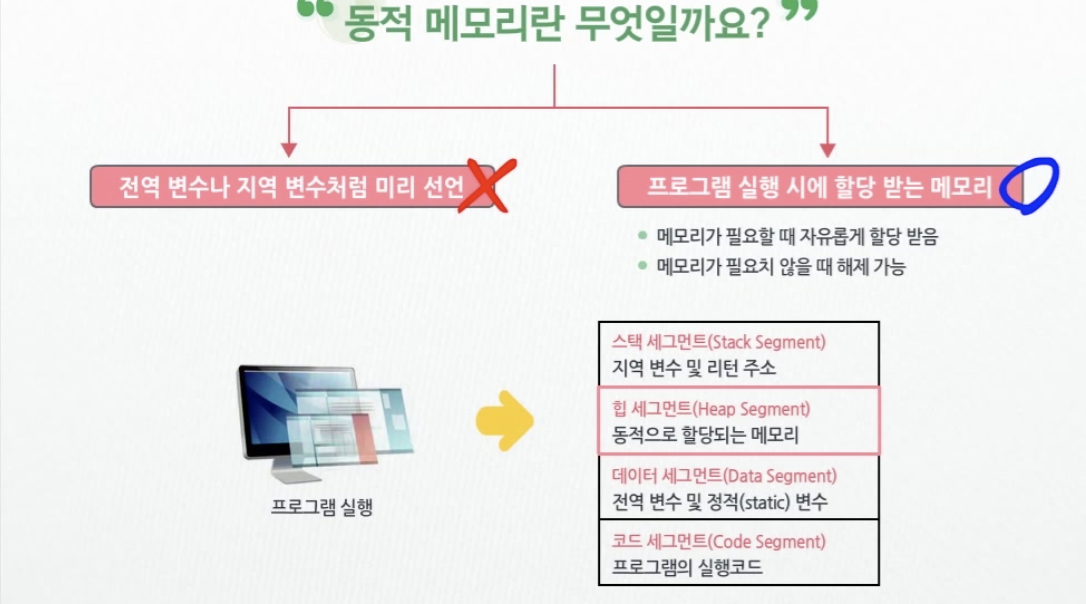 “ 동적 메모리란 무엇일까요? ”
전역 변수나 지역 변수처럼 미리 선언
프로그램 실행 시에 할당 받는 메모리
• 메모리가 필요할 때 자유롭게 할당 받음
• 메모리가 필요치 않을 때 해제 가능
스택 세그먼트(Stack Segment)
지역 변수 및 리턴 주소
힙 세그먼트(Heap Segment)
동적으로 할당되는 메모리
데이터 세그먼트(Data Segment)
전역 변수 및 정적(static) 변수
코드 세그먼트(Code Segment)
프로그램의 실행코드
프로그램 실행